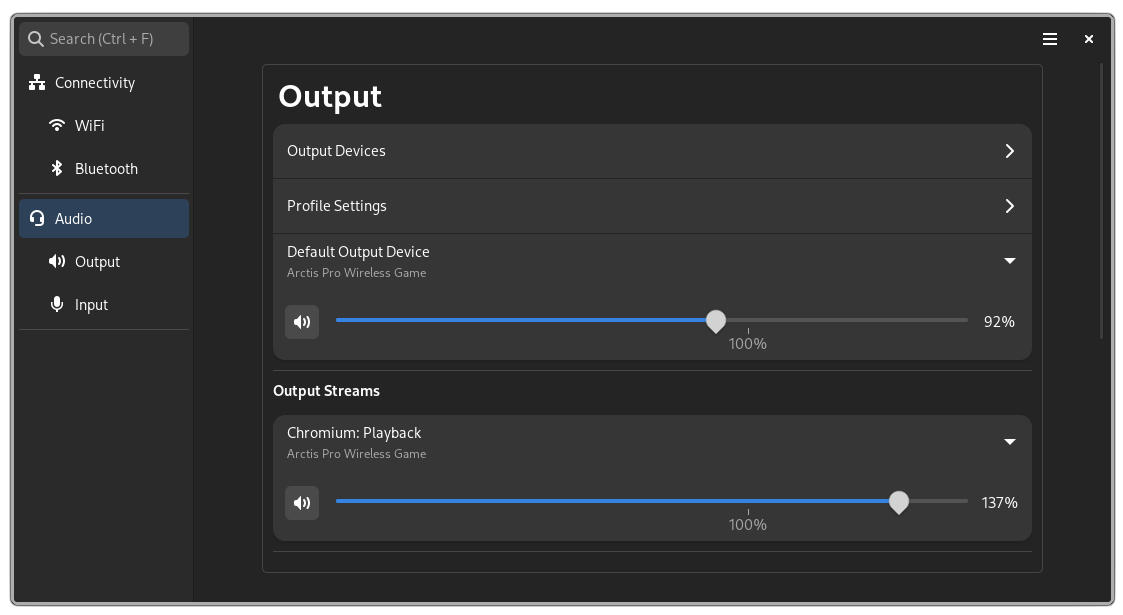 Search (Ctrl + F)
Connectivity
WiFi
Bluetooth
Audio
Output
Input
Output
Output Devices
Profile Settings
Default Output Device
Arctis Pro Wireless Game
92%
100%
Output Streams
Chromium: Playback
Arctis Pro Wireless Game
137%
100%